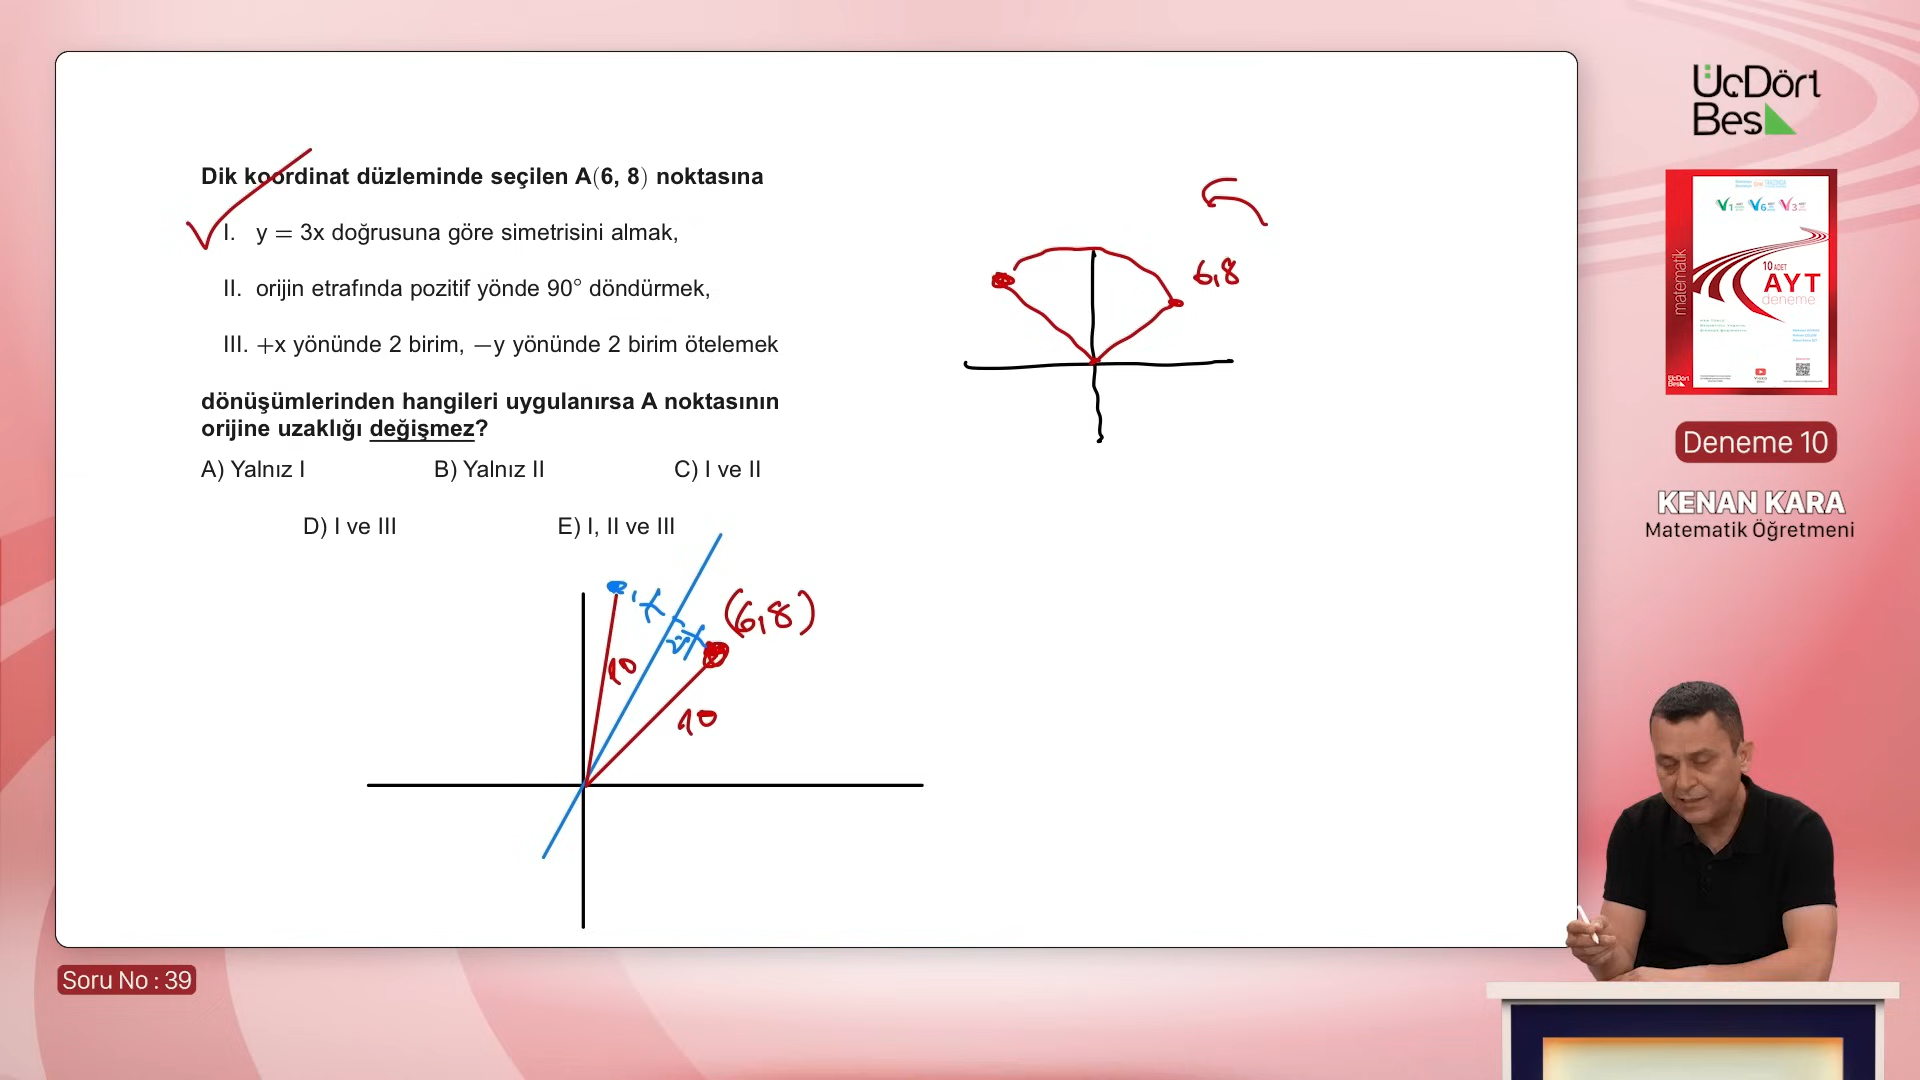 Dik koordinat düzleminde seçilen A(6, 8) noktasına
I. y = 3x doğrusuna göre simetrisini almak,
II. orijin etrafında pozitif yönde 90° döndürmek,
III. +x yönünde 2 birim, −y yönünde 2 birim ötelemek
dönüşümlerinden hangileri uygulanırsa A noktasının
orijine uzaklığı değişmez?
A) Yalnız I B) Yalnız II C) I ve II
D) I ve III E) I, II ve III
6,8
(6,8)
10
10
Soru No : 39
ÜçDört
Beş
matematik
10 ADET
AYT
deneme
ÜçDört
Beş
Deneme 10
KENAN KARA
Matematik Öğretmeni